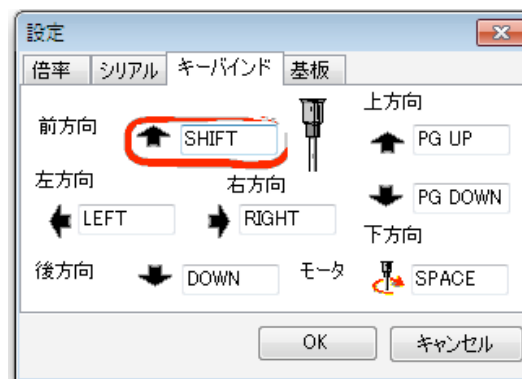 設定
倍率 シリアル キーバインド 基板
上方向
前方向 SHIFT PG UP
左方向 右方向 PG DOWN
LEFT RIGHT
下方向
後方向 DOWN モータ SPACE
OK キャンセル